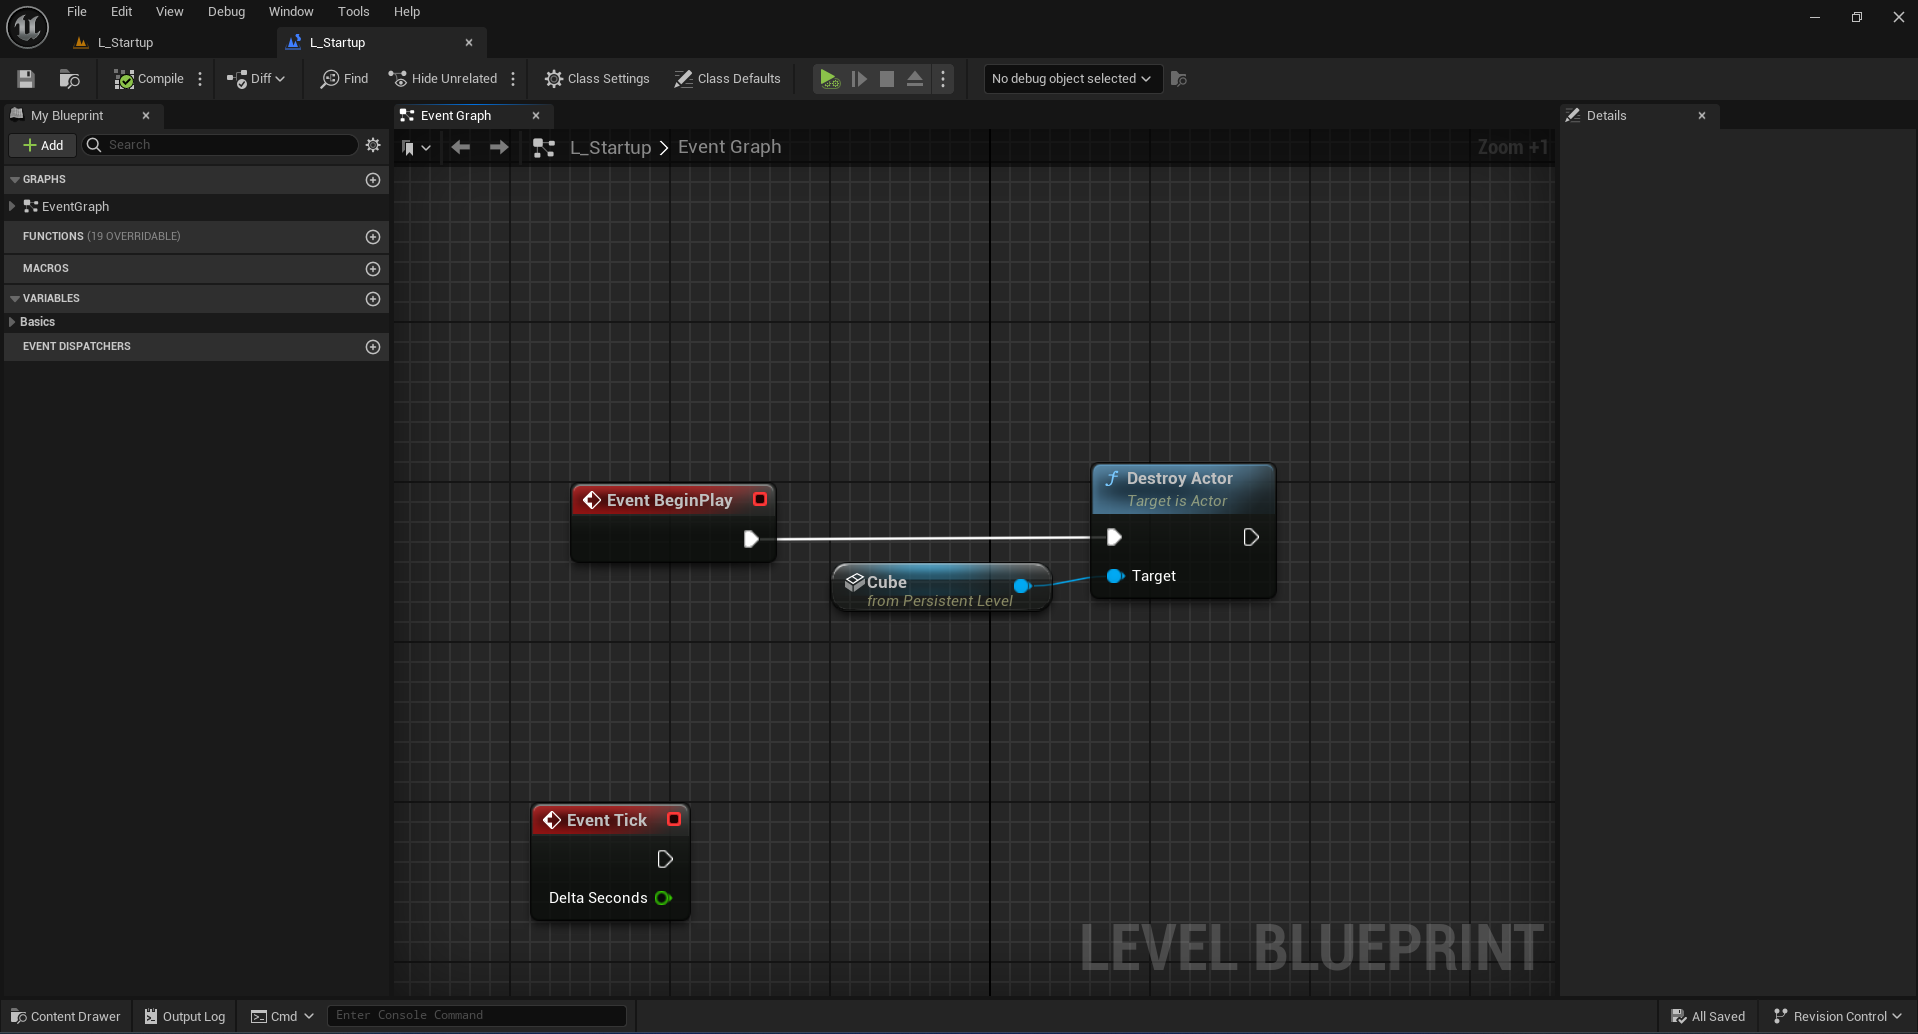 File Edit View Debug Window Tools Help
L_Startup
L_Startup
Compile Diff Find Hide Unrelated Class Settings Class Defaults No debug object selected
My Blueprint
Event Graph
Details
Add Search
L_Startup > Event Graph
Zoom +1
GRAPHS
EventGraph
FUNCTIONS (19 OVERRIDABLE)
MACROS
VARIABLES
Basics
EVENT DISPATCHERS
Event BeginPlay
Destroy Actor
Target is Actor
Target
Cube
from Persistent Level
Event Tick
Delta Seconds
LEVEL BLUEPRINT
Content Drawer Output Log Cmd Enter Console Command All Saved Revision Control